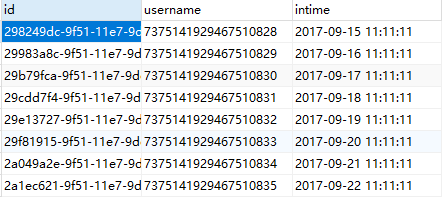 id username intime
298249dc-9f51-11e7-9c 7375141929467510828 2017-09-15 11:11:11
29983a8c-9f51-11e7-9d 7375141929467510829 2017-09-16 11:11:11
29b79fca-9f51-11e7-9d 7375141929467510830 2017-09-17 11:11:11
29cdd7f4-9f51-11e7-9d 7375141929467510831 2017-09-18 11:11:11
29e13727-9f51-11e7-9d 7375141929467510832 2017-09-19 11:11:11
29f81915-9f51-11e7-9d 7375141929467510833 2017-09-20 11:11:11
2a049a2e-9f51-11e7-9d 7375141929467510834 2017-09-21 11:11:11
2a1ec621-9f51-11e7-9d 7375141929467510835 2017-09-22 11:11:11